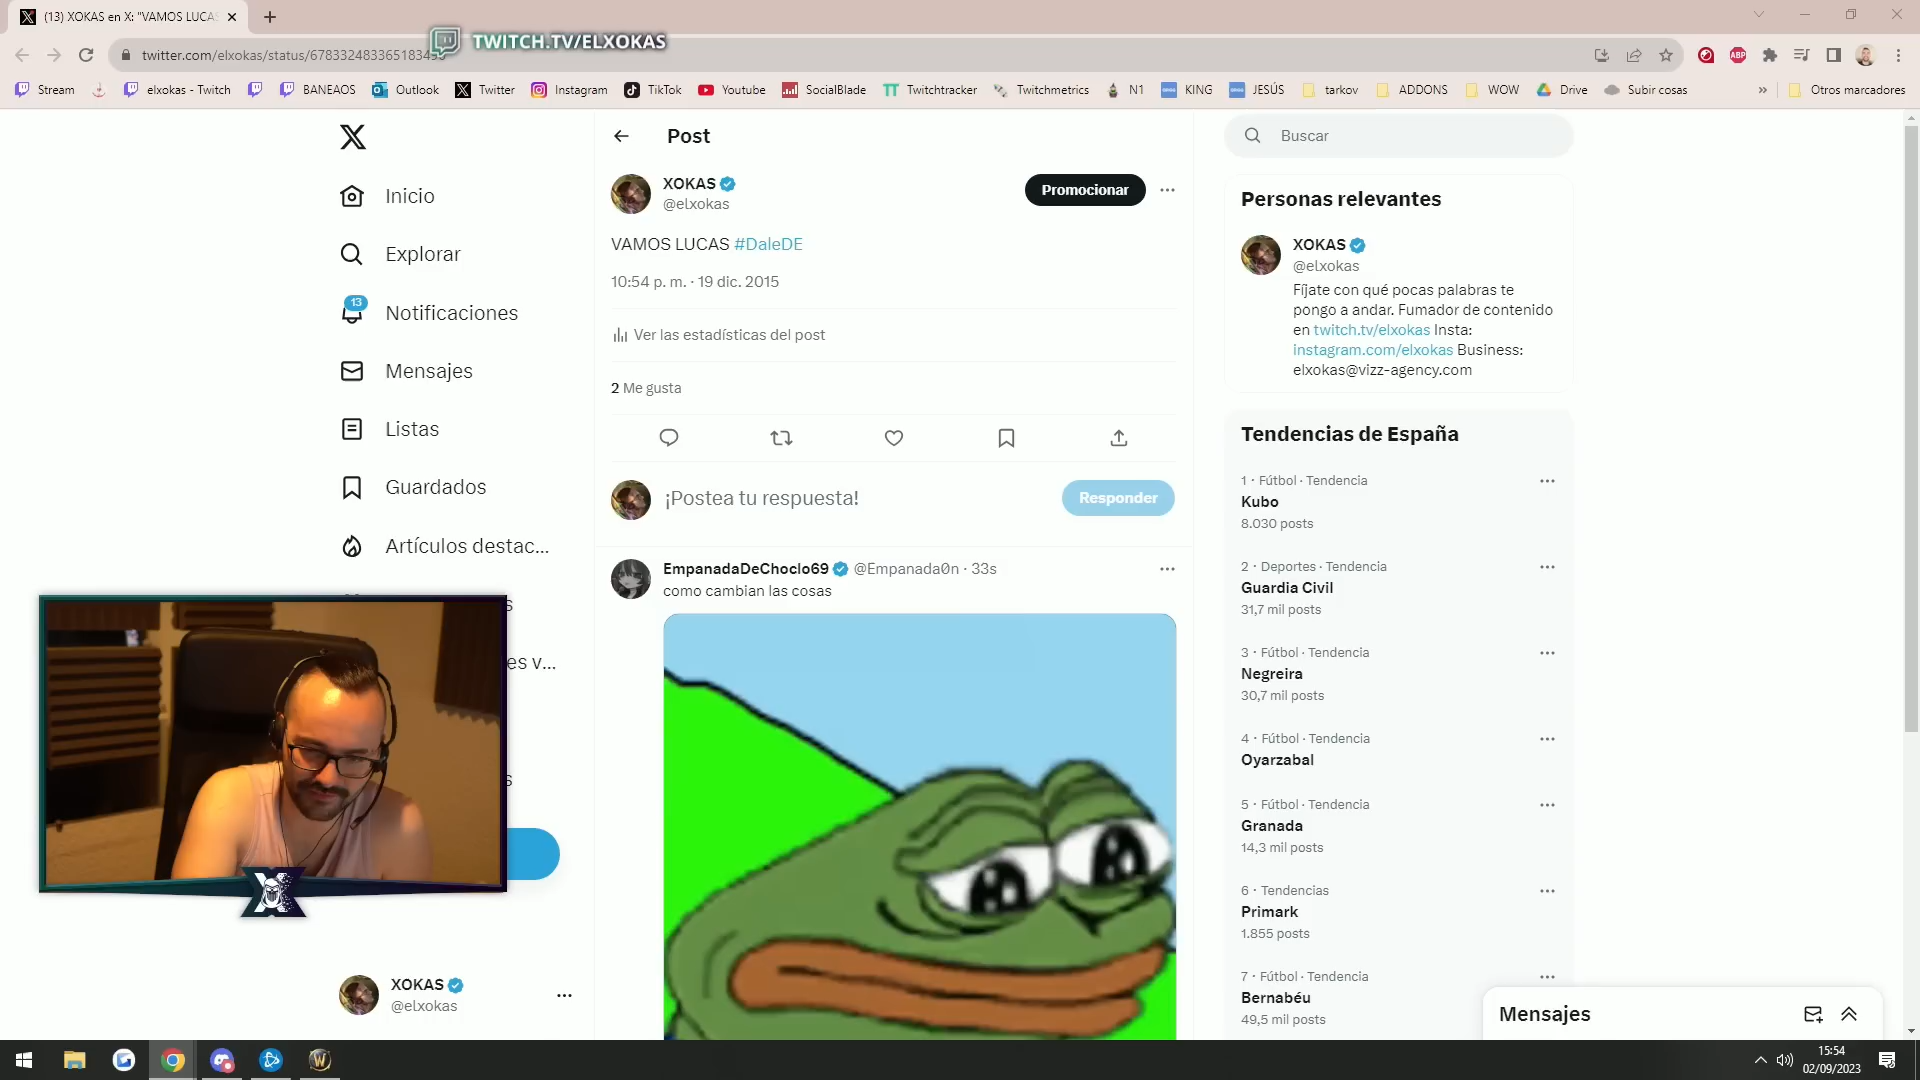 (13) XOKAS en X: "VAMOS LUCAS
TWITCH.TV/ELXOKAS
twitter.com/elxokas/status/678332483365183496
Stream
elxokas - Twitch
BANEAOS
Outlook
Twitter
Instagram
TikTok
Youtube
SocialBlade
Twitchtracker
Twitchmetrics
N1
KING
JESÚS
tarkov
ADDONS
WOW
Drive
Subir cosas
»
Otros marcadores
Inicio
Explorar
13
Notificaciones
Mensajes
Listas
Guardados
Artículos destac...
es v...
XOKAS
@elxokas
Post
XOKAS
@elxokas
Promocionar
VAMOS LUCAS #DaleDE
10:54 p. m. · 19 dic. 2015
Ver las estadísticas del post
2 Me gusta
¡Postea tu respuesta!
Responder
EmpanadaDeChoclo69 @Empanada0n · 33s
como cambian las cosas
Buscar
Personas relevantes
XOKAS
@elxokas
Fíjate con qué pocas palabras te
pongo a andar. Fumador de contenido
en twitch.tv/elxokas Insta:
instagram.com/elxokas Business:
elxokas@vizz-agency.com
Tendencias de España
1 · Fútbol · Tendencia
Kubo
8.030 posts
2 · Deportes · Tendencia
Guardia Civil
31,7 mil posts
3 · Fútbol · Tendencia
Negreira
30,7 mil posts
4 · Fútbol · Tendencia
Oyarzabal
5 · Fútbol · Tendencia
Granada
14,3 mil posts
6 · Tendencias
Primark
1.855 posts
7 · Fútbol · Tendencia
Bernabéu
49,5 mil posts
Mensajes
15:54
02/09/2023